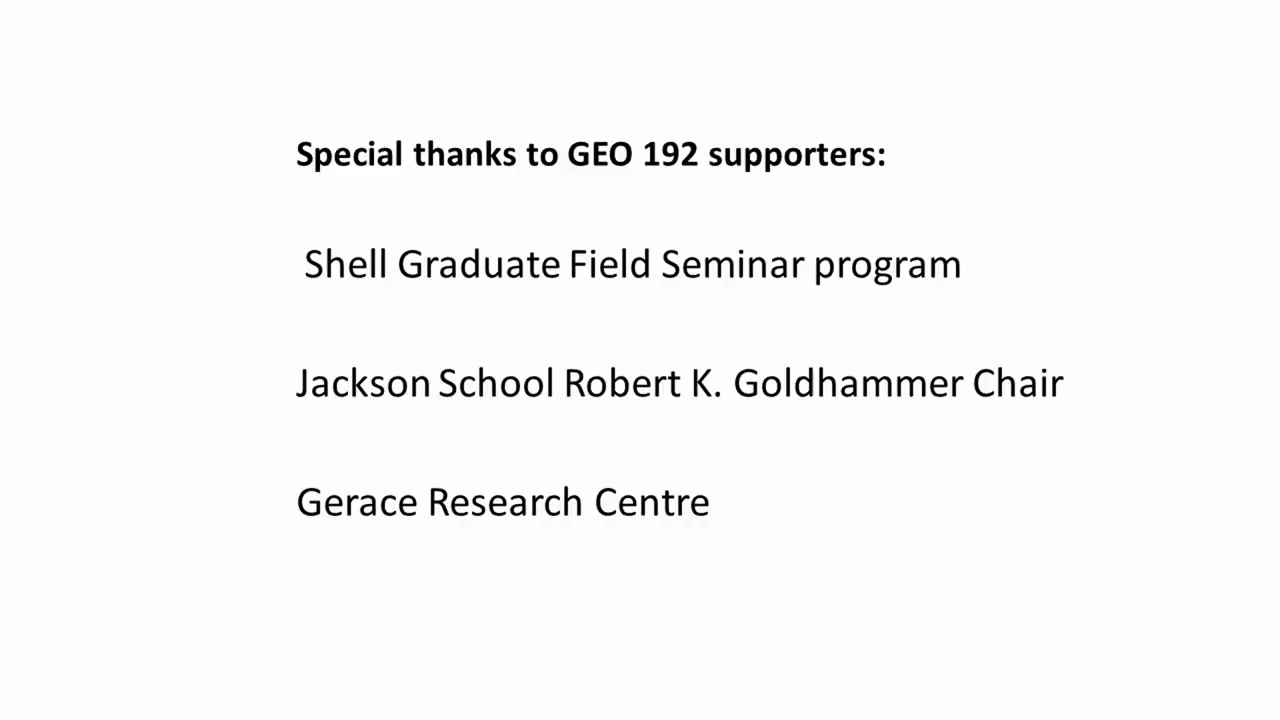 Special thanks to GEO 192 supporters:
Shell Graduate Field Seminar program
Jackson School Robert K. Goldhammer Chair
Gerace Research Centre